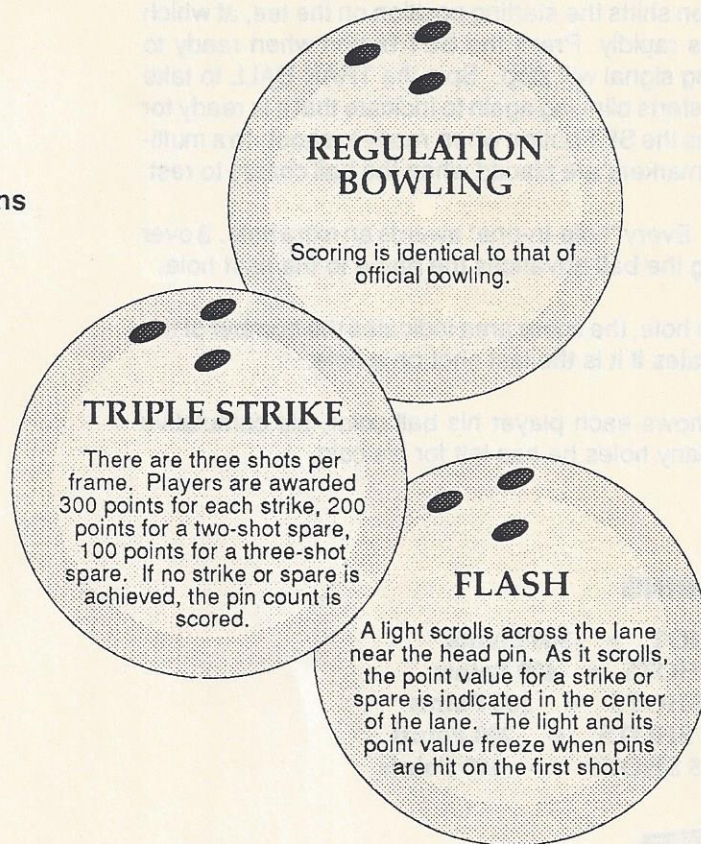 ns
REGULATION
BOWLING
Scoring is identical to that of
official bowling.
TRIPLE STRIKE
There are three shots per
frame. Players are awarded
300 points for each strike, 200
points for a two-shot spare,
100 points for a three-shot
spare. If no strike or spare is
achieved, the pin count is
scored.
FLASH
A light scrolls across the lane
near the head pin. As it scrolls,
the point value for a strike or
spare is indicated in the center
of the lane. The light and its
point value freeze when pins
are hit on the first shot.